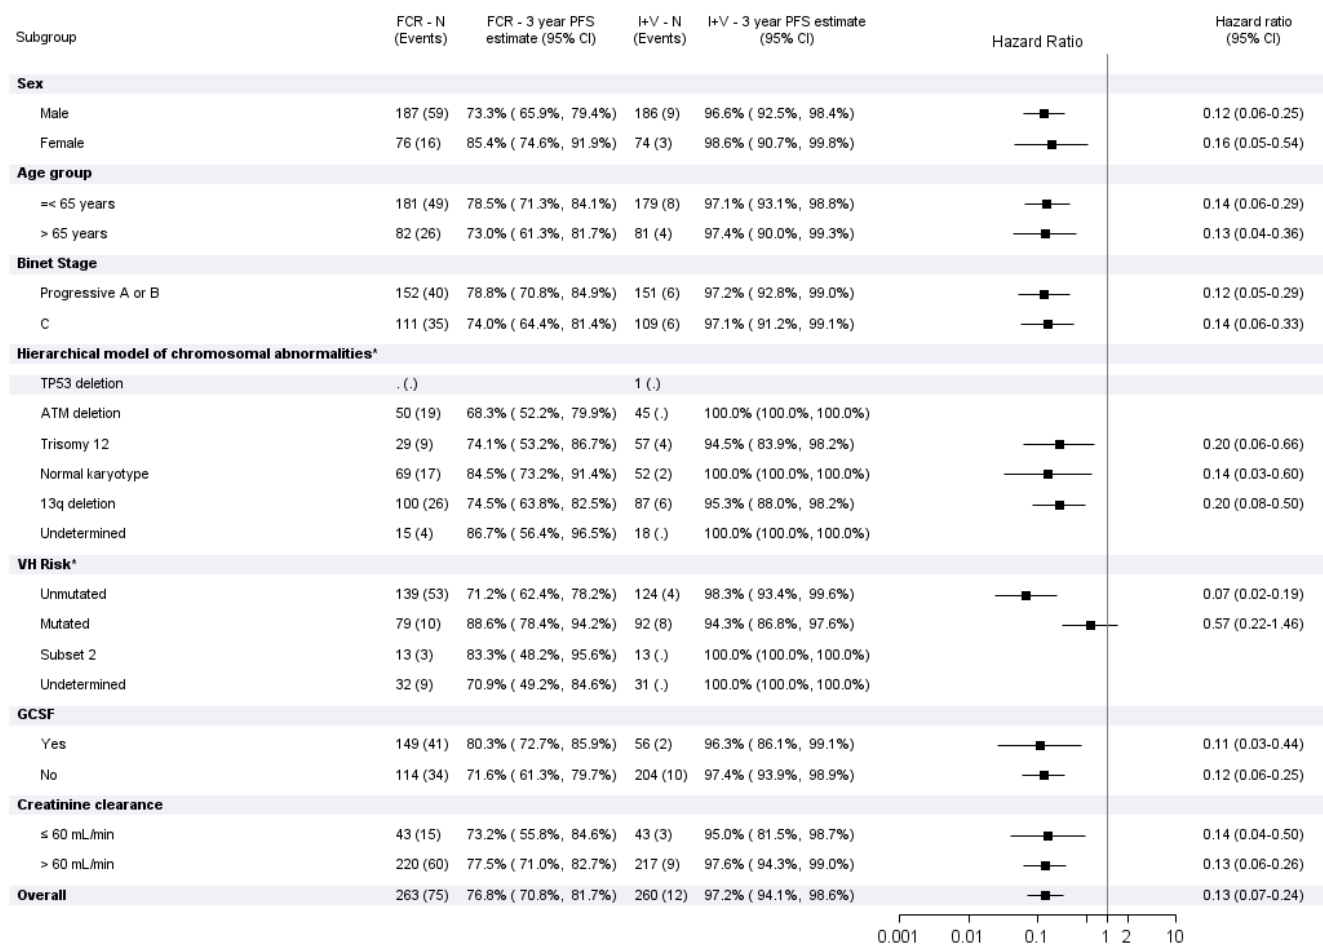 Subgroup FCR - N (Events) FCR - 3 year PFS estimate (95% CI) I+V - N (Events) I+V - 3 year PFS estimate (95% CI) Hazard Ratio Hazard ratio (95% CI)
Sex
Male 187 (59) 73.3% ( 65.9%, 79.4%) 186 (9) 96.6% ( 92.5%, 98.4%) 0.12 (0.06-0.25)
Female 76 (16) 85.4% ( 74.6%, 91.9%) 74 (3) 98.6% ( 90.7%, 99.8%) 0.16 (0.05-0.54)
Age group
=< 65 years 181 (49) 78.5% ( 71.3%, 84.1%) 179 (8) 97.1% ( 93.1%, 98.8%) 0.14 (0.06-0.29)
> 65 years 82 (26) 73.0% ( 61.3%, 81.7%) 81 (4) 97.4% ( 90.0%, 99.3%) 0.13 (0.04-0.36)
Binet Stage
Progressive A or B 152 (40) 78.8% ( 70.8%, 84.9%) 151 (6) 97.2% ( 92.8%, 99.0%) 0.12 (0.05-0.29)
C 111 (35) 74.0% ( 64.4%, 81.4%) 109 (6) 97.1% ( 91.2%, 99.1%) 0.14 (0.06-0.33)
Hierarchical model of chromosomal abnormalities*
TP53 deletion . (.) 1 (.)
ATM deletion 50 (19) 68.3% ( 52.2%, 79.9%) 45 (.) 100.0% (100.0%, 100.0%)
Trisomy 12 29 (9) 74.1% ( 53.2%, 86.7%) 57 (4) 94.5% ( 83.9%, 98.2%) 0.20 (0.06-0.66)
Normal karyotype 69 (17) 84.5% ( 73.2%, 91.4%) 52 (2) 100.0% (100.0%, 100.0%) 0.14 (0.03-0.60)
13q deletion 100 (26) 74.5% ( 63.8%, 82.5%) 87 (6) 95.3% ( 88.0%, 98.2%) 0.20 (0.08-0.50)
Undetermined 15 (4) 86.7% ( 56.4%, 96.5%) 18 (.) 100.0% (100.0%, 100.0%)
VH Risk*
Unmutated 139 (53) 71.2% ( 62.4%, 78.2%) 124 (4) 98.3% ( 93.4%, 99.6%) 0.07 (0.02-0.19)
Mutated 79 (10) 88.6% ( 78.4%, 94.2%) 92 (8) 94.3% ( 86.8%, 97.6%) 0.57 (0.22-1.46)
Subset 2 13 (3) 83.3% ( 48.2%, 95.6%) 13 (.) 100.0% (100.0%, 100.0%)
Undetermined 32 (9) 70.9% ( 49.2%, 84.6%) 31 (.) 100.0% (100.0%, 100.0%)
GCSF
Yes 149 (41) 80.3% ( 72.7%, 85.9%) 56 (2) 96.3% ( 86.1%, 99.1%) 0.11 (0.03-0.44)
No 114 (34) 71.6% ( 61.3%, 79.7%) 204 (10) 97.4% ( 93.9%, 98.9%) 0.12 (0.06-0.25)
Creatinine clearance
≤ 60 mL/min 43 (15) 73.2% ( 55.8%, 84.6%) 43 (3) 95.0% ( 81.5%, 98.7%) 0.14 (0.04-0.50)
> 60 mL/min 220 (60) 77.5% ( 71.0%, 82.7%) 217 (9) 97.6% ( 94.3%, 99.0%) 0.13 (0.06-0.26)
Overall 263 (75) 76.8% ( 70.8%, 81.7%) 260 (12) 97.2% ( 94.1%, 98.6%) 0.13 (0.07-0.24)
0.001 0.01 0.1 1 2 10